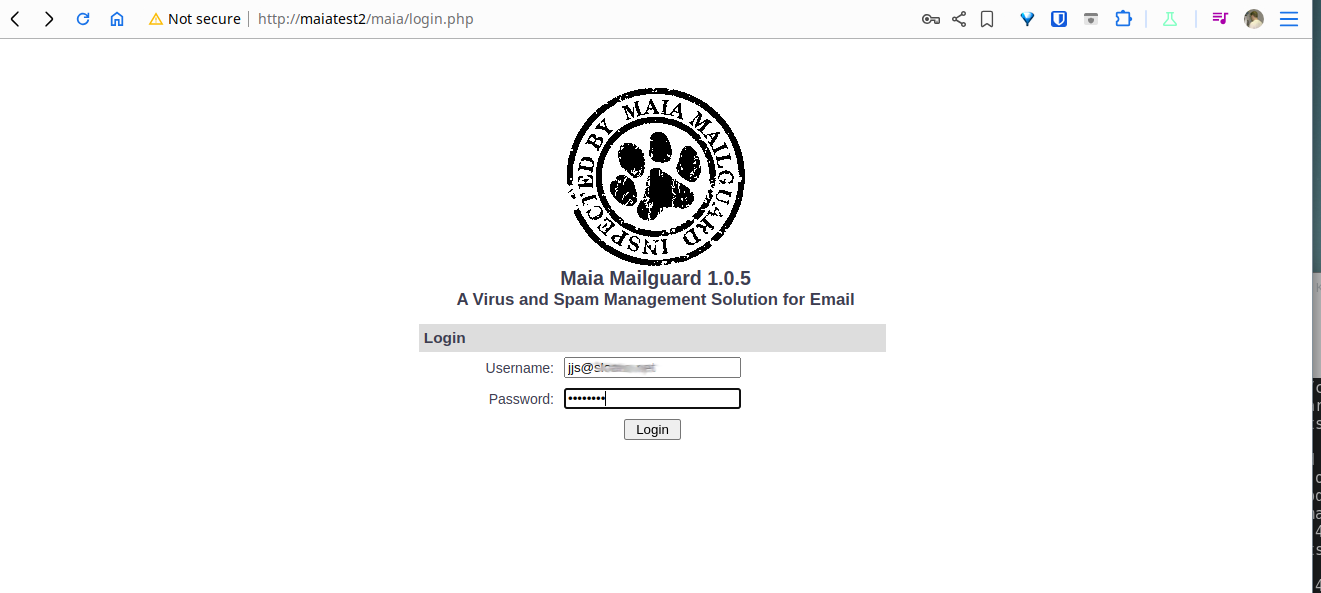 Not secure http://maiatest2/maia/login.php
INSPECTED BY MAIA MAILGUARD
Maia Mailguard 1.0.5
A Virus and Spam Management Solution for Email
Login
Username: jjs@
Password: ••••••••
Login